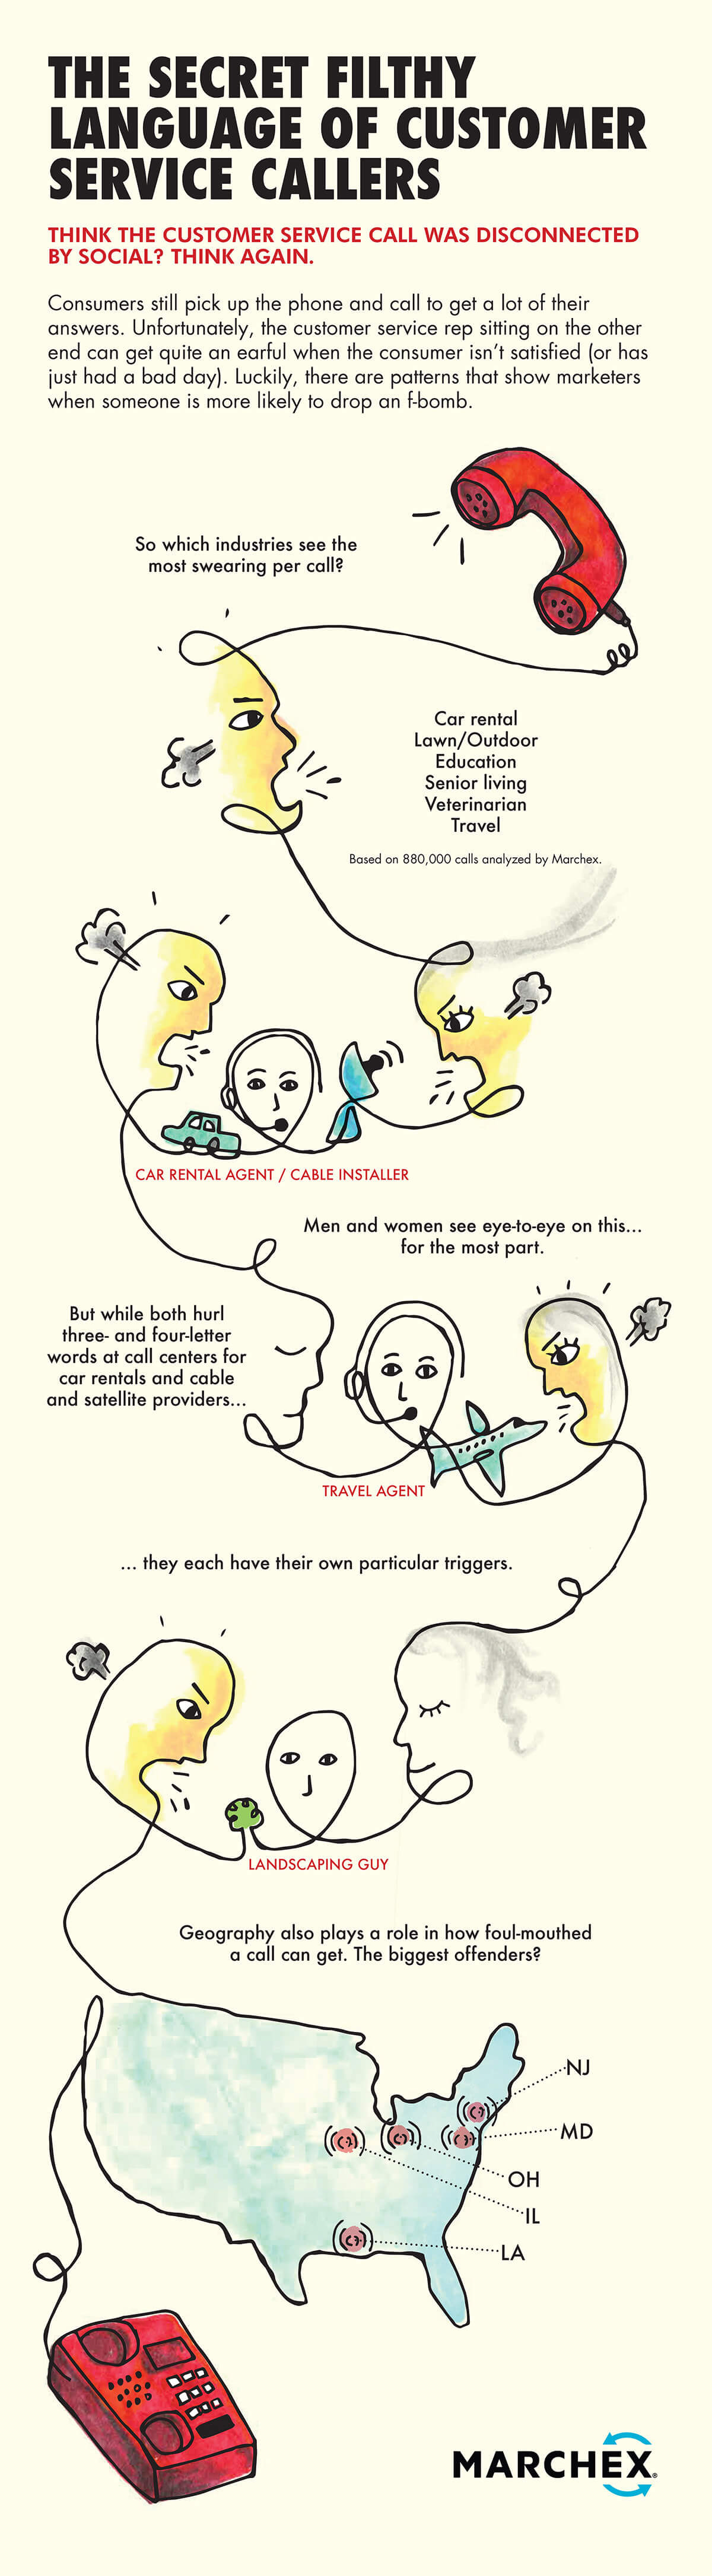 THE SECRET FILTHY
LANGUAGE OF CUSTOMER
SERVICE CALLERS
THINK THE CUSTOMER SERVICE CALL WAS DISCONNECTED
BY SOCIAL? THINK AGAIN.
Consumers still pick up the phone and call to get a lot of their
answers. Unfortunately, the customer service rep sitting on the other
end can get quite an earful when the consumer isn't satisfied (or has
just had a bad day). Luckily, there are patterns that show marketers
when someone is more likely to drop an f-bomb.
So which industries see the
most swearing per call?
Car rental
Lawn/Outdoor
Education
Senior living
Veterinarian
Travel
Based on 880,000 calls analyzed by Marchex.
CAR RENTAL AGENT / CABLE INSTALLER
Men and women see eye-to-eye on this...
for the most part.
But while both hurl
three- and four-letter
words at call centers for
car rentals and cable
and satellite providers...
TRAVEL AGENT
... they each have their own particular triggers.
LANDSCAPING GUY
Geography also plays a role in how foul-mouthed
a call can get. The biggest offenders?
NJ
MD
OH
IL
LA
MARCHEX®